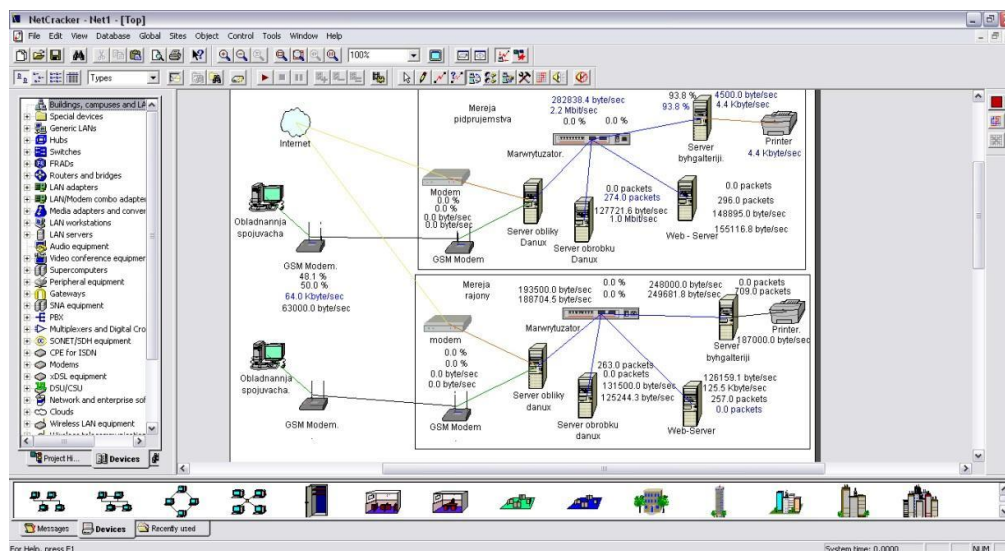 NetCracker - Net1 - [Top]
File Edit View Database Global Sites Object Control Tools Window Help
100%
Types
Buildings, campuses and LA
Special devices
Generic LANs
Hubs
Switches
FRADs
Routers and bridges
LAN adapters
LAN/Modem combo adapte
Media adapters and conver
LAN workstations
LAN servers
Audio equipment
Video conference equipment
Supercomputers
Peripheral equipment
Gateways
SNA equipment
PBX
Multiplexers and Digital Cro
SONET/SDH equipment
CPE for ISDN
Modems
xDSL equipment
DSU/CSU
Network and enterprise sof
Clouds
Wireless LAN equipment
Project Hi...
Devices
Internet
Obladnannja
spojuvacha
GSM Modem.
48.1 %
50.0 %
64.0 Kbyte/sec
63000.0 byte/sec
Mereja
pidprujemstva
282838.4 byte/sec
2.2 Mbit/sec
0.0 % 0.0 %
Marwrytuzator.
93.8 %
93.8 %
4500.0 byte/sec
4.4 Kbyte/sec
Server
byhgalteriji.
Printer
4.4 Kbyte/sec
Modem
0.0 %
0.0 %
0.0 byte/sec
0.0 byte/sec
GSM Modem
Server obliky
Danux
0.0 packets
274.0 packets
127721.6 byte/sec
1.0 Mbit/sec
Server obrobku
Danux
0.0 packets
296.0 packets
148895.0 byte/sec
155116.8 byte/sec
Web - Server
Mereja
rajony
193500.0 byte/sec
188704.5 byte/sec
0.0 %
0.0 %
Marwrytuzator
248000.0 byte/sec
249681.8 byte/sec
0.0 packets
709.0 packets
Server
byhgalteriji
Printer.
187000.0 byte/sec
modem
0.0 %
0.0 %
0.0 byte/sec
0.0 byte/sec
Obladnannja
spojuvacha.
GSM Modem.
GSM Modem
Server obliky
danux
263.0 packets
0.0 packets
131500.0 byte/sec
125244.3 byte/sec
Server obrobku
danux
126159.1 byte/sec
125.5 Kbyte/sec
257.0 packets
0.0 packets
Web-Server
Messages
Devices
Recently used
For Help, press F1
System time: 0.0000
NUM